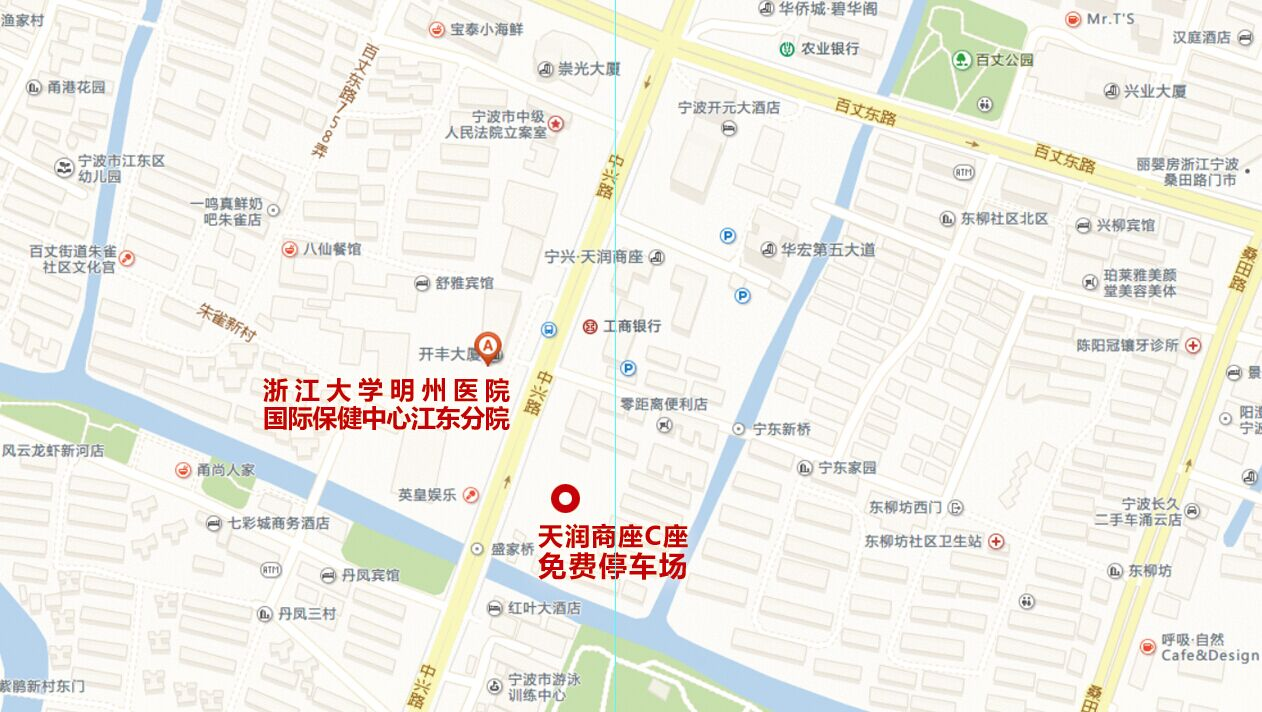 渔家村
宝泰小海鲜
华侨城·碧华阁
Mr.T'S
汉庭酒店
农业银行
百丈公园
崇光大厦
甬港花园
百丈东路758弄
兴业大厦
宁波开元大酒店
百丈东路
宁波市中级
人民法院立案室
百丈东路
丽婴房浙江宁波
桑田路门市
宁波市江东区
幼儿园
中兴路
ATM
一鸣真鲜奶
吧朱雀店
东柳社区北区
兴柳宾馆
百丈街道朱雀
社区文化宫
八仙餐馆
宁兴·天润商座
P
华宏第五大道
桑田路
舒雅宾馆
P
珀莱雅美颜
堂美容美体
朱雀新村
工商银行
开丰大厦
A
陈阳冠镶牙诊所
P
景
浙江大学明州医院
国际保健中心江东分院
中兴路
零距离便利店
宁东新桥
风云龙虾新河店
甬尚人家
宁东家园
英皇娱乐
东柳坊西门
宁波长久
二手车涌云店
七彩城商务酒店
天润商座C座
免费停车场
盛家桥
东柳坊社区卫生站
ATM
丹凤宾馆
东柳坊
丹凤三村
红叶大酒店
呼吸·自然
Cafe&Design
中兴路
宁波市游泳
训练中心
紫鹃新村东门
桑